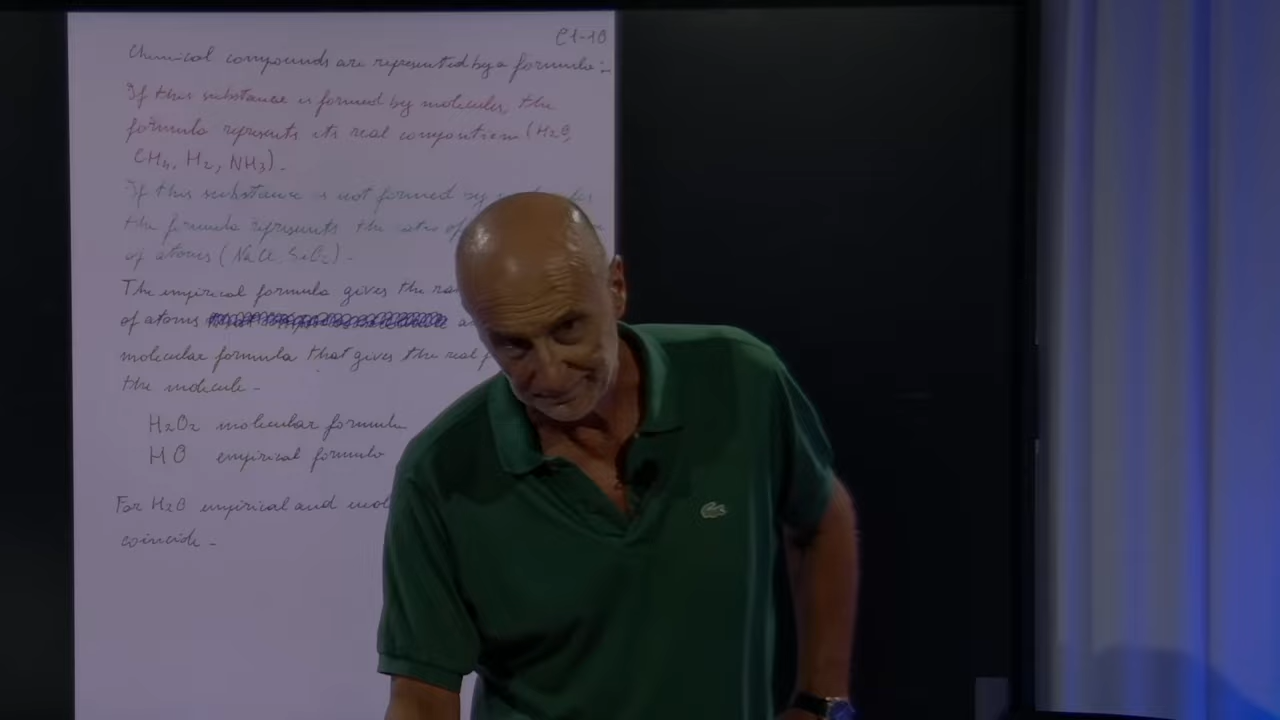 C1-10
Chemical compounds are represented by a formula:
If this substance is formed by molecules, the
formula represents its real composition (H2O,
CH4, H2, NH3).
If this substance is not formed by
the formula represents the ratio of
of atoms (NaCl, SiO2).
The empirical formula gives the
of atoms
molecular formula that gives the real
the molecule.
H2O2 molecular formula
HO empirical formula
For H2O empirical and
coincide.